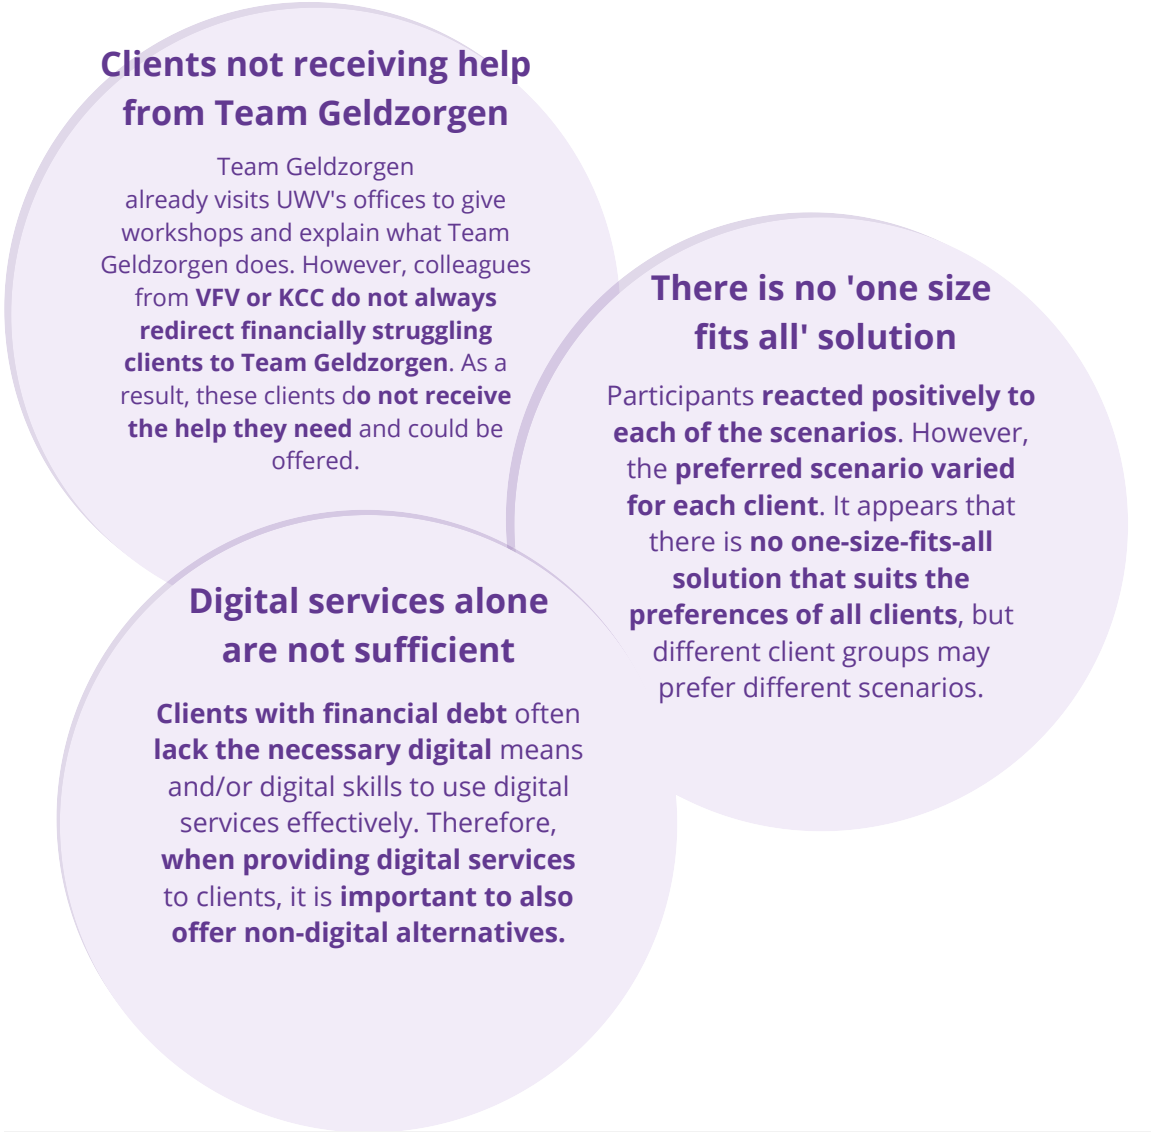 Clients not receiving help
from Team Geldzorgen
Team Geldzorgen
already visits UWV's offices to give
workshops and explain what Team
Geldzorgen does. However, colleagues
from VFV or KCC do not always
redirect financially struggling
clients to Team Geldzorgen. As a
result, these clients do not receive
the help they need and could be
offered.
There is no 'one size
fits all' solution
Participants reacted positively to
each of the scenarios. However,
the preferred scenario varied
for each client. It appears that
there is no one-size-fits-all
solution that suits the
preferences of all clients, but
different client groups may
prefer different scenarios.
Digital services alone
are not sufficient
Clients with financial debt often
lack the necessary digital means
and/or digital skills to use digital
services effectively. Therefore,
when providing digital services
to clients, it is important to also
offer non-digital alternatives.